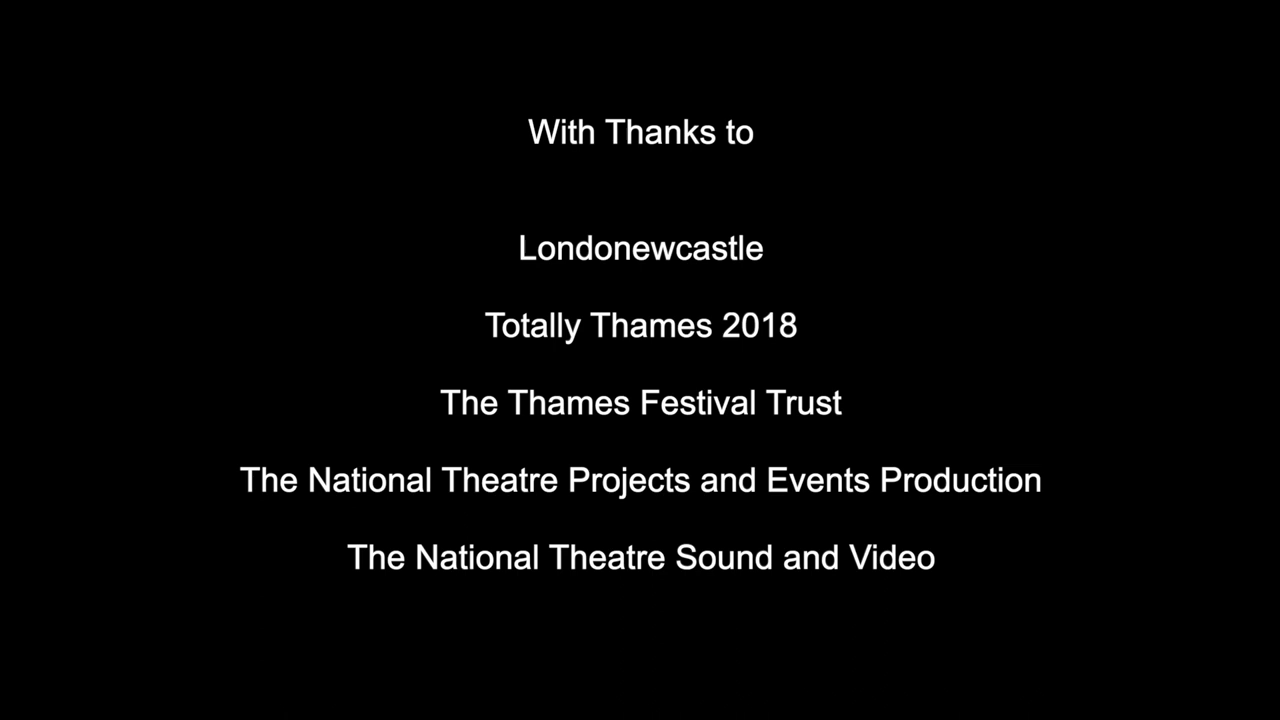 With Thanks to
Londonewcastle
Totally Thames 2018
The Thames Festival Trust
The National Theatre Projects and Events Production
The National Theatre Sound and Video